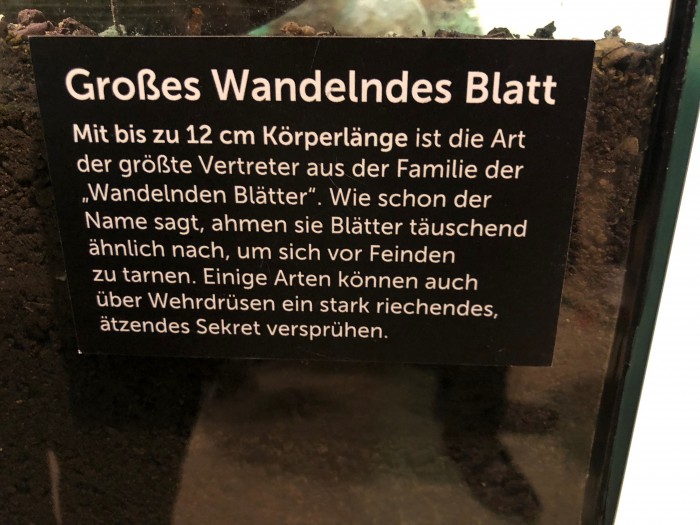 Großes Wandelndes Blatt
Mit bis zu 12 cm Körperlänge ist die Art
der größte Vertreter aus der Familie der
„Wandelnden Blätter“. Wie schon der
Name sagt, ahmen sie Blätter täuschend
ähnlich nach, um sich vor Feinden
zu tarnen. Einige Arten können auch
über Wehrdrüsen ein stark riechendes,
ätzendes Sekret versprühen.